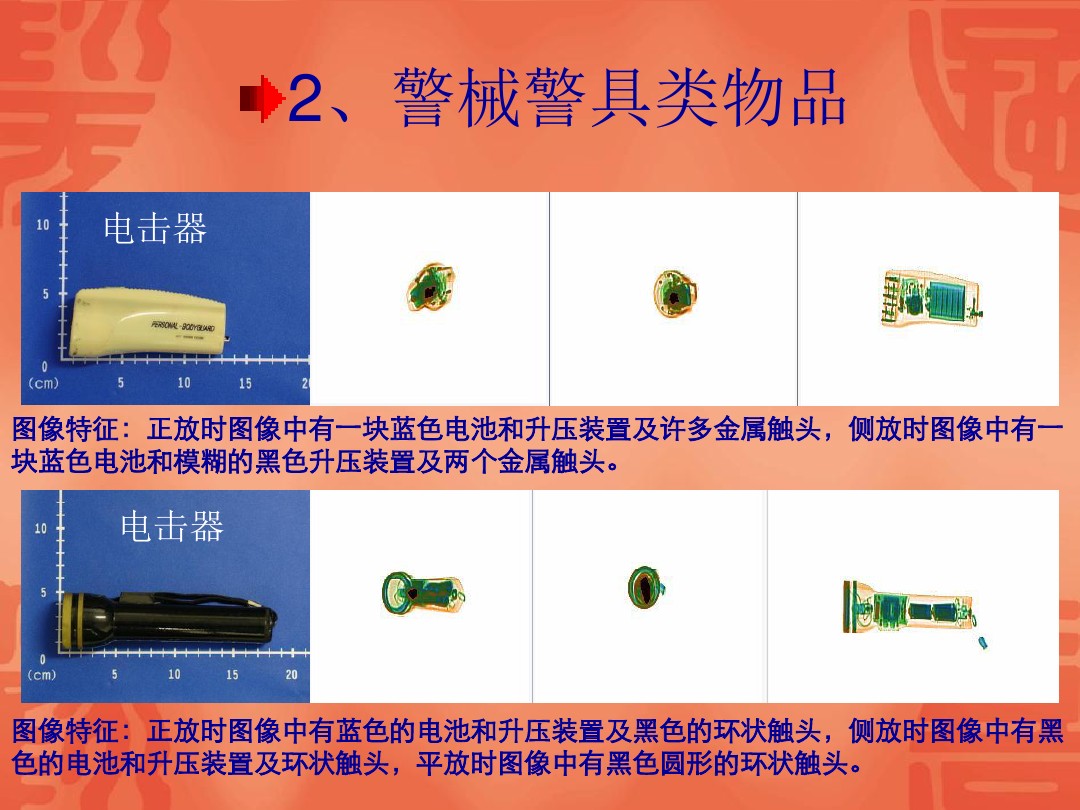 2、警械警具类物品
电击器
10
5
0
(cm)
5
10
15
2
PERSONAL-BODYGUARD
图像特征：正放时图像中有一块蓝色电池和升压装置及许多金属触头，侧放时图像中有一
块蓝色电池和模糊的黑色升压装置及两个金属触头。
电击器
10
5
0
(cm)
5
10
15
20
图像特征：正放时图像中有蓝色的电池和升压装置及黑色的环状触头，侧放时图像中有黑
色的电池和升压装置及环状触头，平放时图像中有黑色圆形的环状触头。